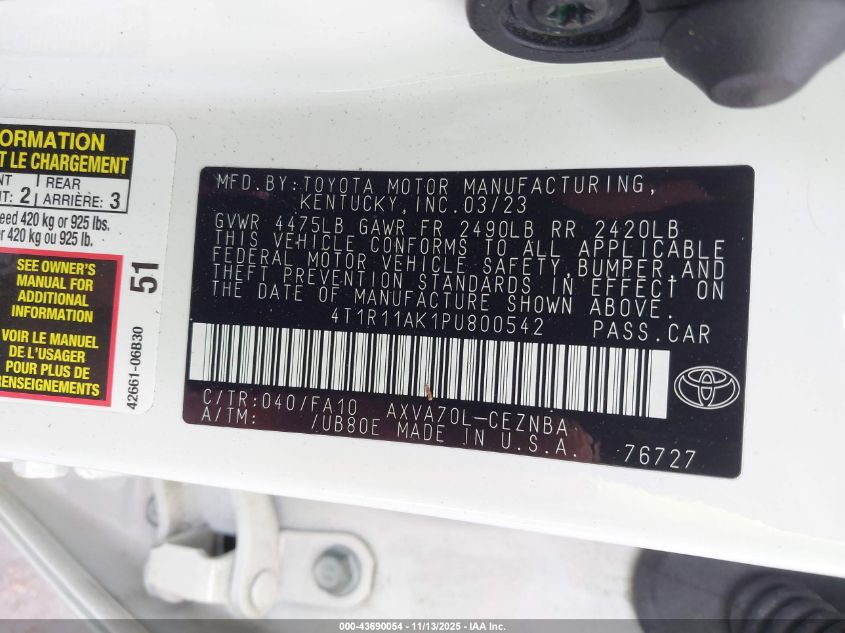 ORMATION
T LE CHARGEMENT
NT REAR
NT: 2 ARRIÈRE: 3
eed 420 kg or 925 lbs.
r 420 kg ou 925 lb.
SEE OWNER'S
MANUAL FOR
ADDITIONAL
INFORMATION
VOIR LE MANUEL
DE L'USAGER
POUR PLUS DE
RENSEIGNEMENTS
51
42661-06B30
MFD.BY:TOYOTA MOTOR MANUFACTURING,
KENTUCKY,INC.03/23
GVWR 4475LB GAWR FR 2490LB RR 2420LB
THIS VEHICLE CONFORMS TO ALL APPLICABLE
FEDERAL MOTOR VEHICLE SAFETY,BUMPER,AND
THEFT PREVENTION STANDARDS IN EFFECT ON
THE DATE OF MANUFACTURE SHOWN ABOVE.
4T1R11AK1PU800542 PASS.CAR
C/TR:040/FA10 AXVA70L-CEZNBA
A/TM: /UB80E MADE IN U.S.A.
76727
000-43690054 - 11/13/2025 - IAA Inc.